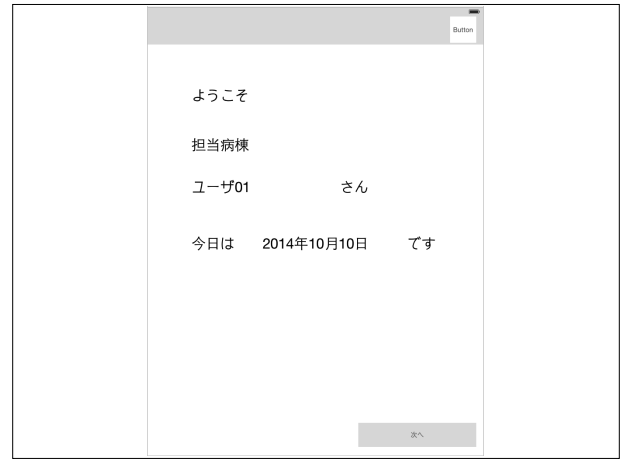 Button
ようこそ
担当病棟
ユーザ01 さん
今日は 2014年10月10日 です
次へ